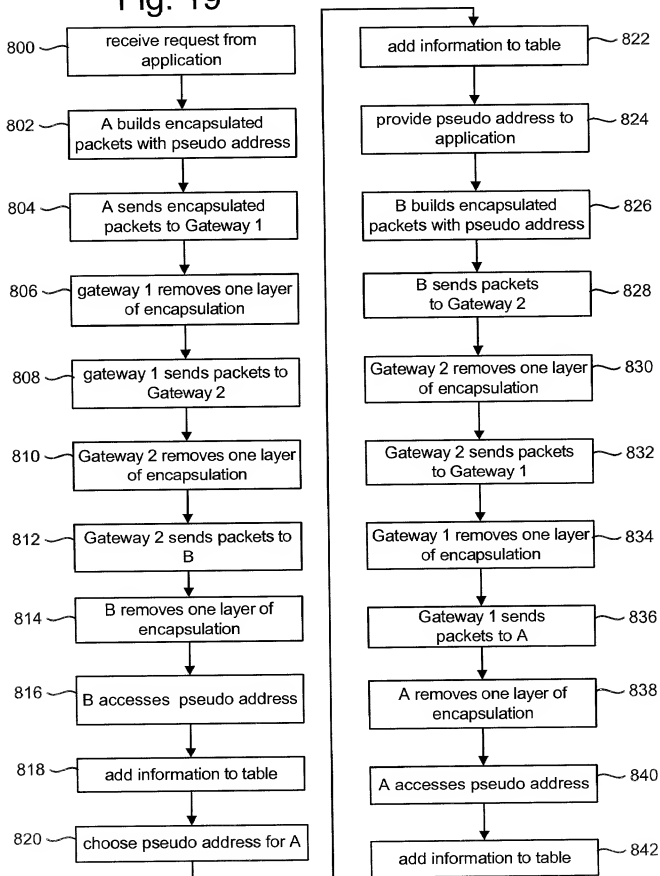 Fig. 19
800
receive request from
application
802
A builds encapsulated
packets with pseudo address
804
A sends encapsulated
packets to Gateway 1
806
gateway 1 removes one layer
of encapsulation
808
gateway 1 sends packets to
Gateway 2
810
Gateway 2 removes one layer
of encapsulation
812
Gateway 2 sends packets to
B
814
B removes one layer of
encapsulation
816
B accesses pseudo address
818
add information to table
820
choose pseudo address for A
add information to table
822
provide pseudo address to
application
824
B builds encapsulated
packets with pseudo address
826
B sends packets
to Gateway 2
828
Gateway 2 removes one layer
of encapsulation
830
Gateway 2 sends packets
to Gateway 1
832
Gateway 1 removes one layer
of encapsulation
834
Gateway 1 sends
packets to A
836
A removes one layer of
encapsulation
838
A accesses pseudo address
840
add information to table
842